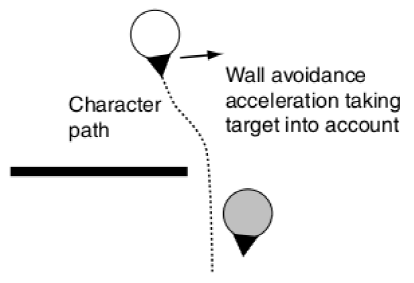 Wall avoidance
acceleration taking
target into account
Character
path